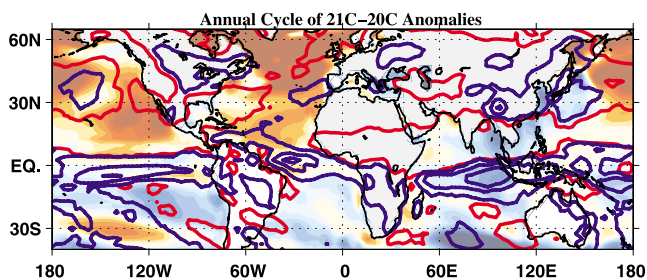 Annual Cycle of 21C−20C Anomalies
60N
30N
EQ.
30S
180 120W 60W 0 60E 120E 180